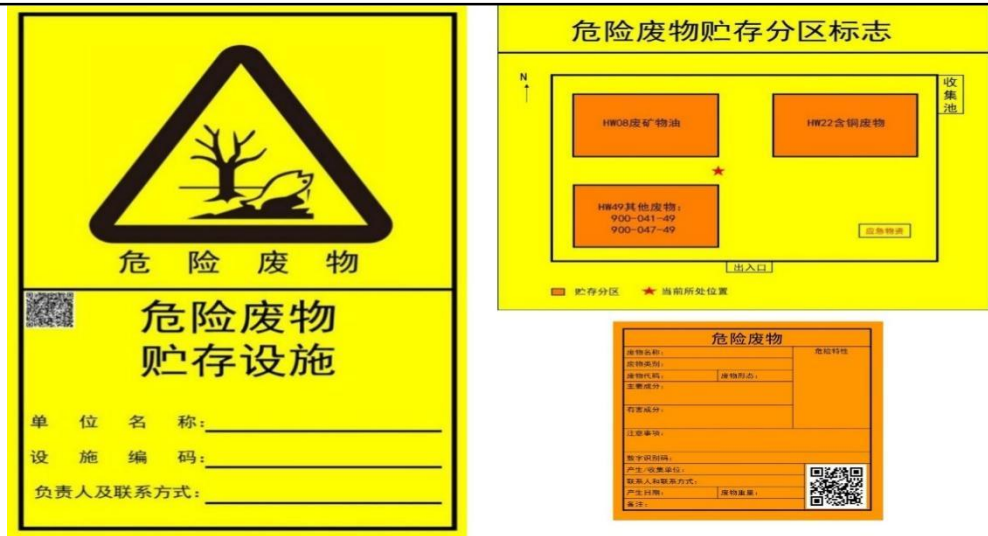 危险废物
危险废物
贮存设施
单位名称：
设施编码：
负责人及联系方式：
危险废物贮存分区标志
N
收集池
HW08废矿物油
HW22含铜废物
HW49其他废物：
900-041-49
900-047-49
应急物资
出入口
贮存分区
当前所处位置
危险废物
废物名称：
危险特性
废物类别：
废物代码：
废物形态：
主要成分：
有害成分：
注意事项：
数字识别码：
产生/收集单位：
联系人和联系方式：
产生日期：
废物重量：
备注：